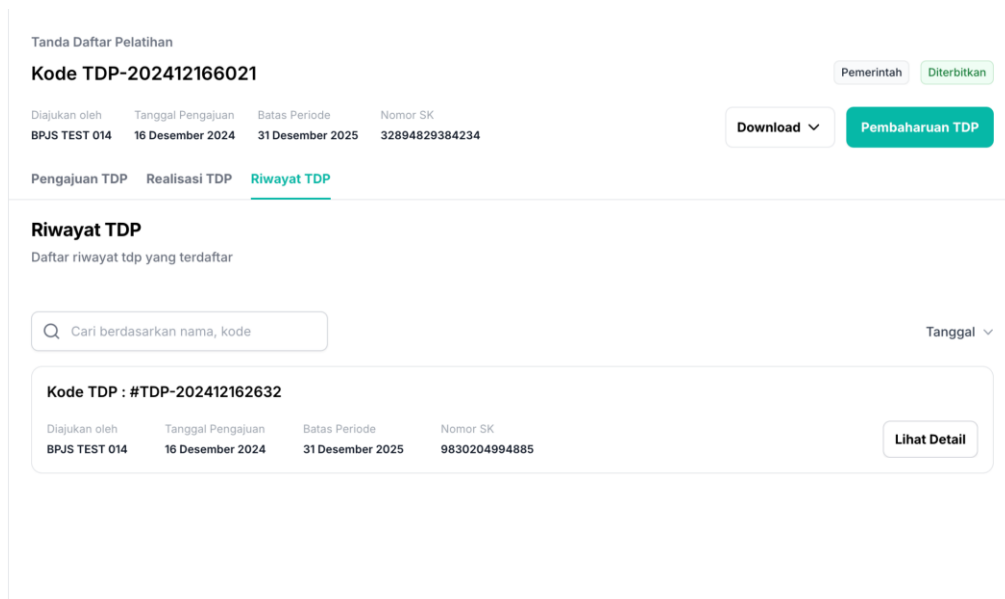 Tanda Daftar Pelatihan
Kode TDP-202412166021
Pemerintah Diterbitkan
Diajukan oleh Tanggal Pengajuan Batas Periode Nomor SK
BPJS TEST 014 16 Desember 2024 31 Desember 2025 32894829384234
Download Pembaharuan TDP
Pengajuan TDP Realisasi TDP Riwayat TDP
Riwayat TDP
Daftar riwayat tdp yang terdaftar
Cari berdasarkan nama, kode
Tanggal
Kode TDP : #TDP-202412162632
Diajukan oleh Tanggal Pengajuan Batas Periode Nomor SK
BPJS TEST 014 16 Desember 2024 31 Desember 2025 9830204994885
Lihat Detail